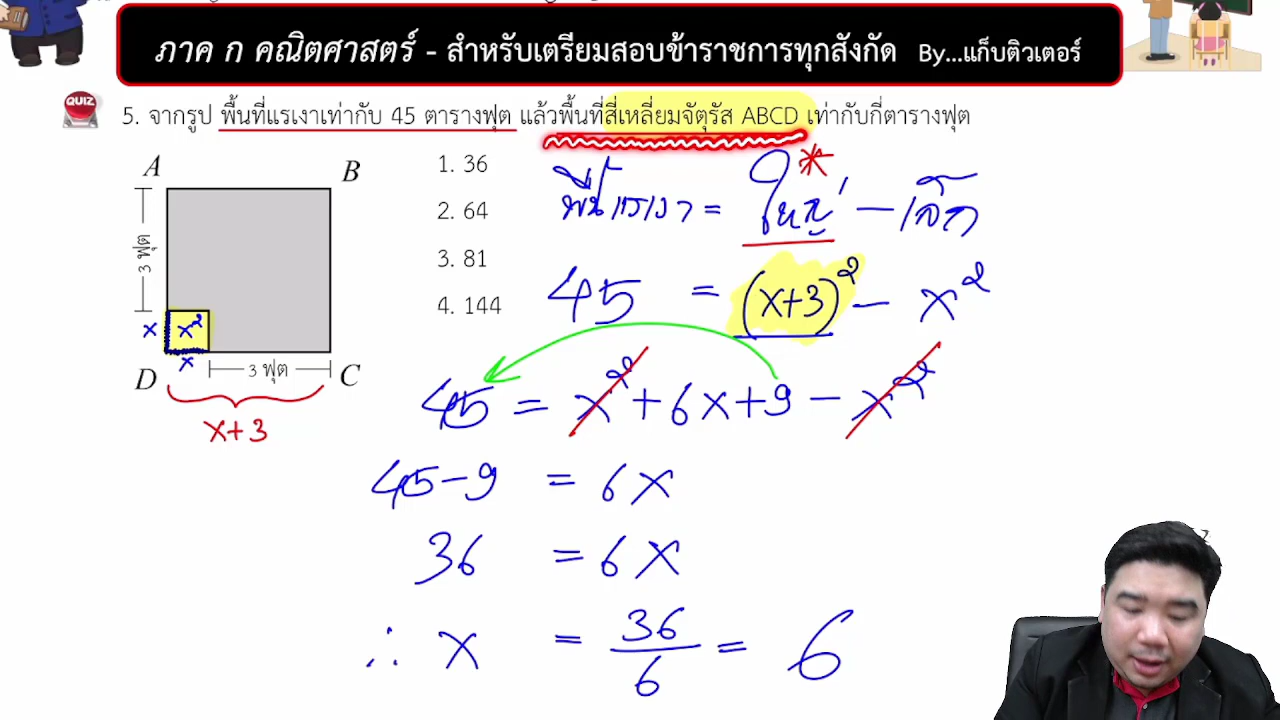 ภาค ก คณิตศาสตร์ - สำหรับเตรียมสอบข้าราชการทุกสังกัด By...แก็บติวเตอร์
QUIZ
5. จากรูป พื้นที่แรเงาเท่ากับ 45 ตารางฟุต แล้วพื้นที่สี่เหลี่ยมจัตุรัส ABCD เท่ากับกี่ตารางฟุต
A B
3 ฟุต
x x²
x
D 3 ฟุต C
x+3
1. 36
2. 64
3. 81
4. 144
พื้นที่แรเงา = ใหญ่* - เล็ก
45 = (x+3)² - x²
45 = x² + 6x + 9 - x²
45 - 9 = 6x
36 = 6x
∴ x = 36/6 = 6